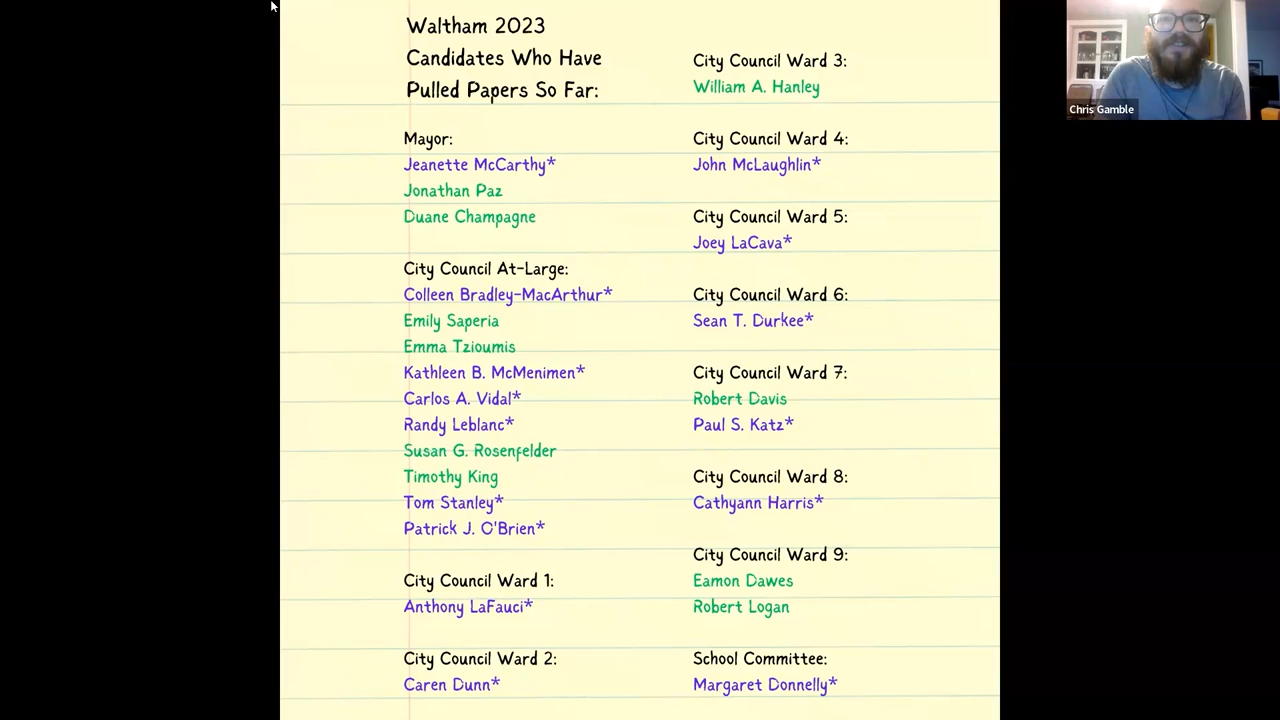 Waltham 2023
Candidates Who Have
Pulled Papers So Far:
Mayor:
Jeanette McCarthy*
Jonathan Paz
Duane Champagne
City Council At-Large:
Colleen Bradley-MacArthur*
Emily Saperia
Emma Tzioumis
Kathleen B. McMenimen*
Carlos A. Vidal*
Randy Leblanc*
Susan G. Rosenfelder
Timothy King
Tom Stanley*
Patrick J. O'Brien*
City Council Ward 1:
Anthony LaFauci*
City Council Ward 2:
Caren Dunn*
City Council Ward 3:
William A. Hanley
City Council Ward 4:
John McLaughlin*
City Council Ward 5:
Joey LaCava*
City Council Ward 6:
Sean T. Durkee*
City Council Ward 7:
Robert Davis
Paul S. Katz*
City Council Ward 8:
Cathyann Harris*
City Council Ward 9:
Eamon Dawes
Robert Logan
School Committee:
Margaret Donnelly*
Chris Gamble